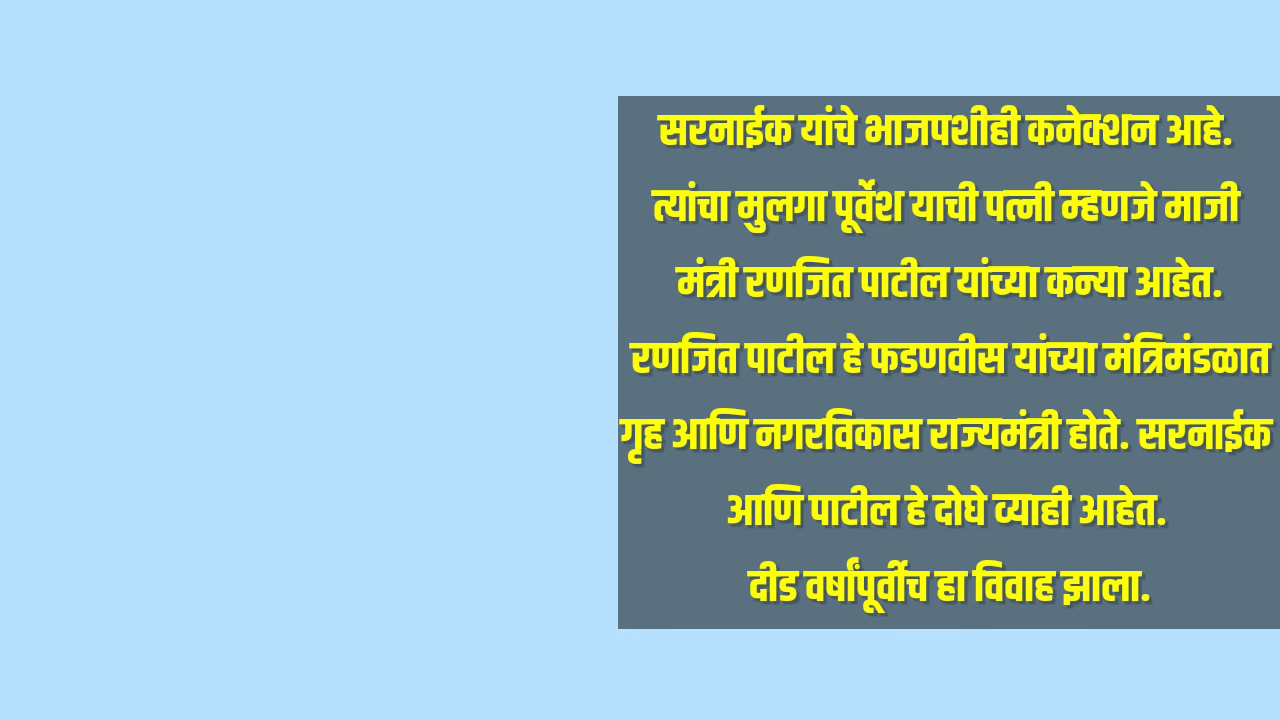 सरनाईक यांचे भाजपशीही कनेक्शन आहे.
त्यांचा मुलगा पूर्वेश याची पत्नी म्हणजे माजी
मंत्री रणजित पाटील यांच्या कन्या आहेत.
रणजित पाटील हे फडणवीस यांच्या मंत्रिमंडळात
गृह आणि नगरविकास राज्यमंत्री होते. सरनाईक
आणि पाटील हे दोघे व्याही आहेत.
दीड वर्षांपूर्वीच हा विवाह झाला.